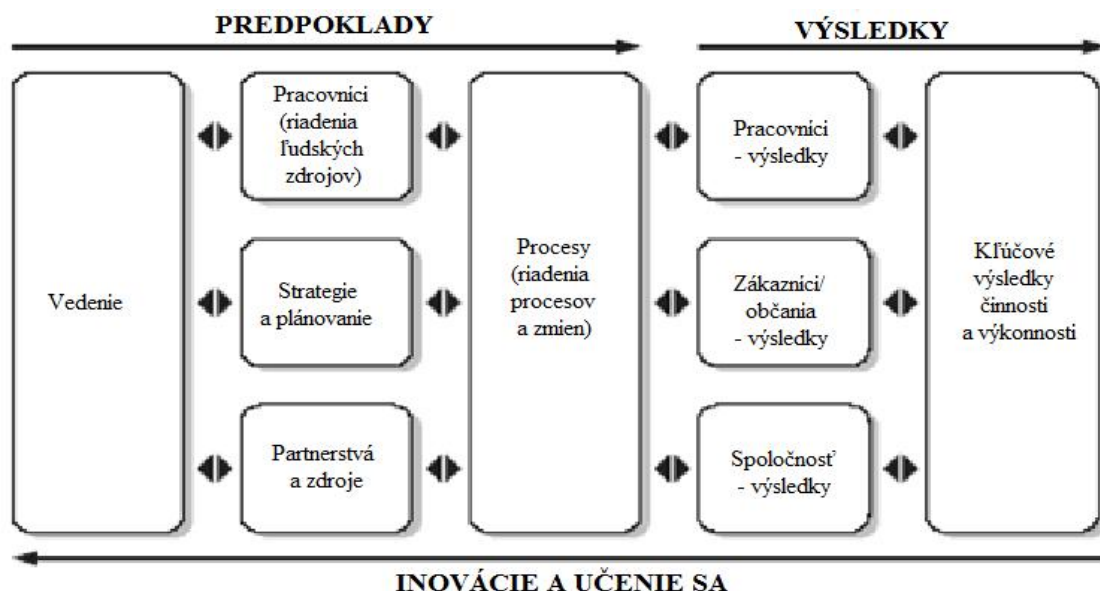 PREDPOKLADY
VÝSLEDKY
Vedenie
Pracovníci
(riadenia
ľudských
zdrojov)
Strategie
a plánovanie
Partnerstvá
a zdroje
Procesy
(riadenia
procesov
a zmien)
Pracovníci
- výsledky
Zákazníci/
občania
- výsledky
Spoločnosť
- výsledky
Kľúčové
výsledky
činnosti
a výkonnosti
INOVÁCIE A UČENIE SA